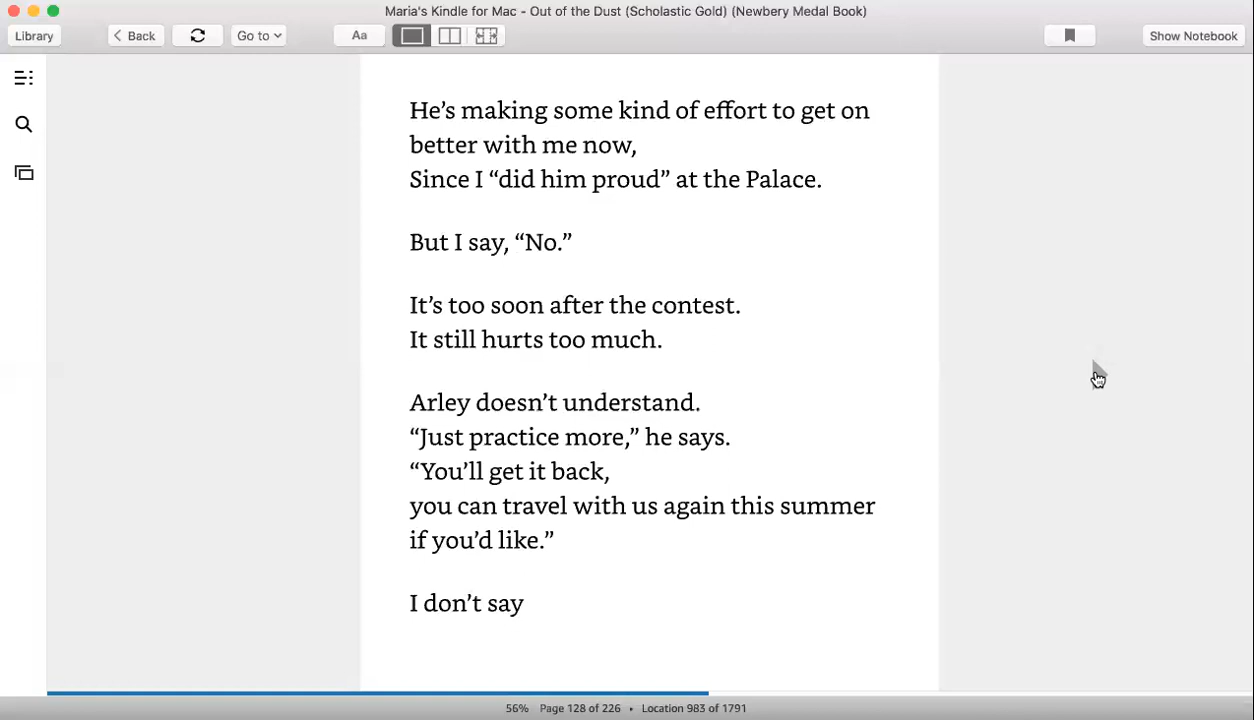 Maria's Kindle for Mac - Out of the Dust (Scholastic Gold) (Newbery Medal Book)
Library
Back
Go to
Aa
Show Notebook
He’s making some kind of effort to get on
better with me now,
Since I “did him proud” at the Palace.
But I say, “No.”
It’s too soon after the contest.
It still hurts too much.
Arley doesn’t understand.
“Just practice more,” he says.
“You’ll get it back,
you can travel with us again this summer
if you’d like.”
I don’t say
56% Page 128 of 226 • Location 983 of 1791